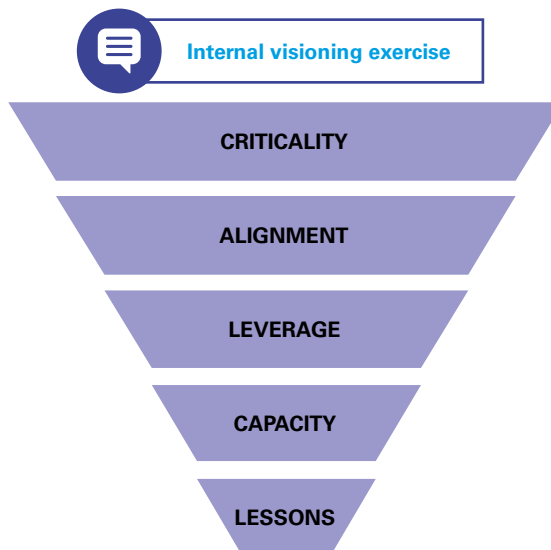 Internal visioning exercise
CRITICALITY
ALIGNMENT
LEVERAGE
CAPACITY
LESSONS